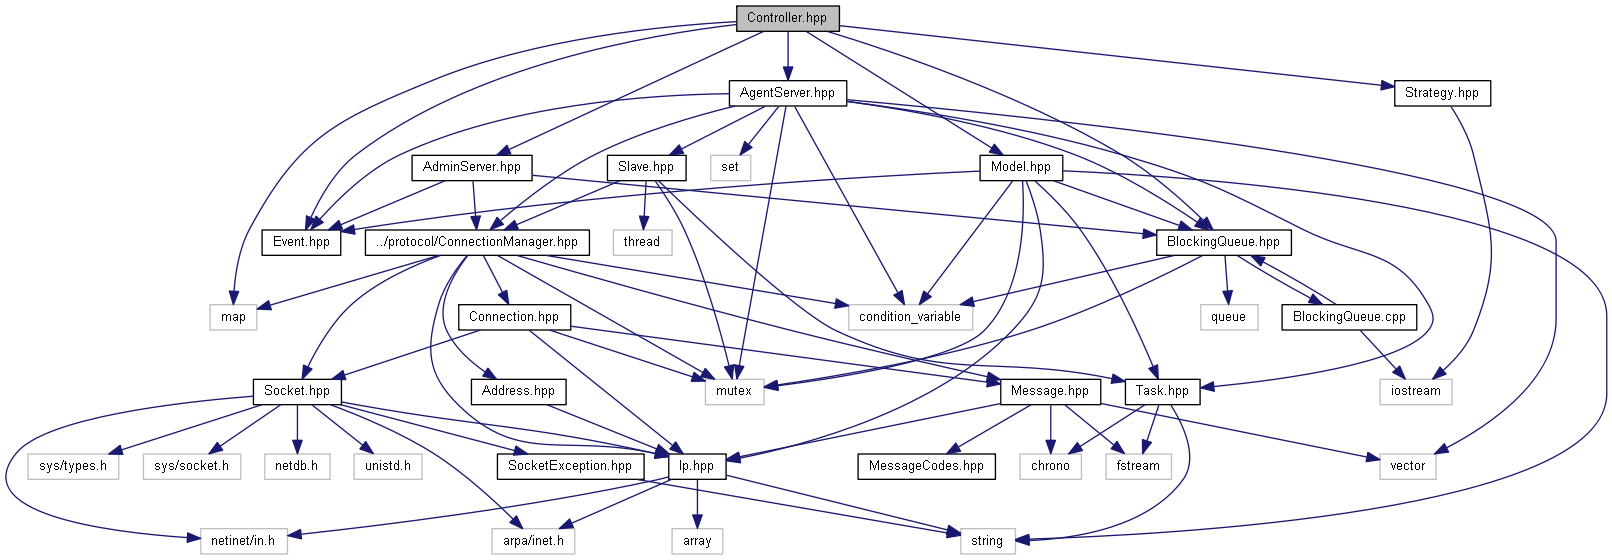 Controller.hpp
AgentServer.hpp
Strategy.hpp
AdminServer.hpp
Slave.hpp
set
Model.hpp
Event.hpp
../protocol/ConnectionManager.hpp
thread
BlockingQueue.hpp
map
Connection.hpp
condition_variable
queue
BlockingQueue.cpp
Socket.hpp
Address.hpp
mutex
Message.hpp
Task.hpp
iostream
sys/types.h
sys/socket.h
netdb.h
unistd.h
SocketException.hpp
Ip.hpp
MessageCodes.hpp
chrono
fstream
vector
netinet/in.h
arpa/inet.h
array
string